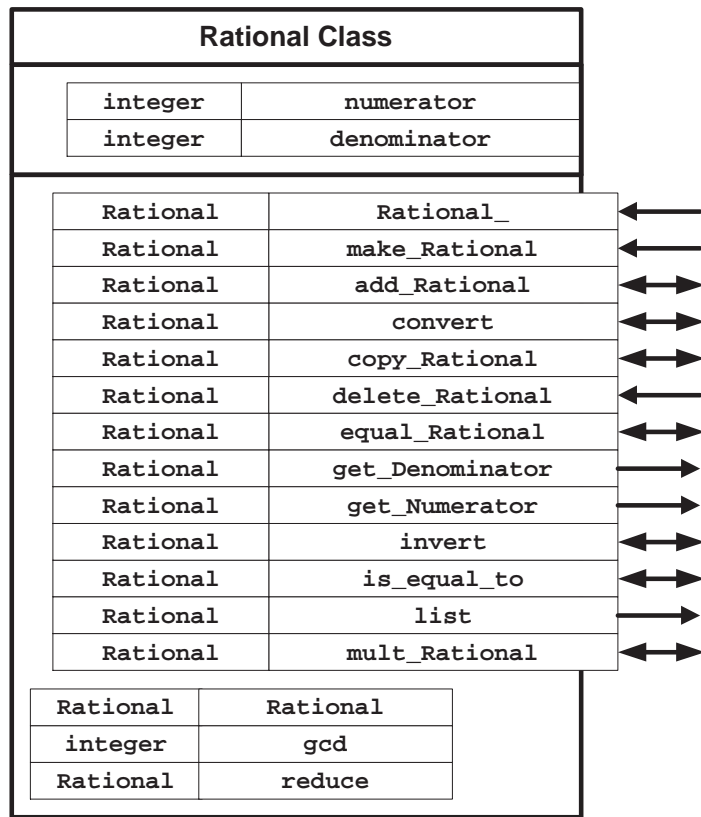 Rational Class
integer numerator
integer denominator
Rational Rational_
Rational make_Rational
Rational add_Rational
Rational convert
Rational copy_Rational
Rational delete_Rational
Rational equal_Rational
Rational get_Denominator
Rational get_Numerator
Rational invert
Rational is_equal_to
Rational list
Rational mult_Rational
Rational Rational
integer gcd
Rational reduce